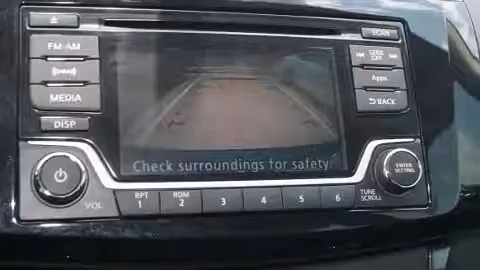 SCAN
FM-AM
SEEK
CAT
Apps
MEDIA
BACK
DISP
Check surroundings for safety
ENTER
SETTING
VOL
RPT
1
RDM
2
3
4
5
6
TUNE
SCROLL